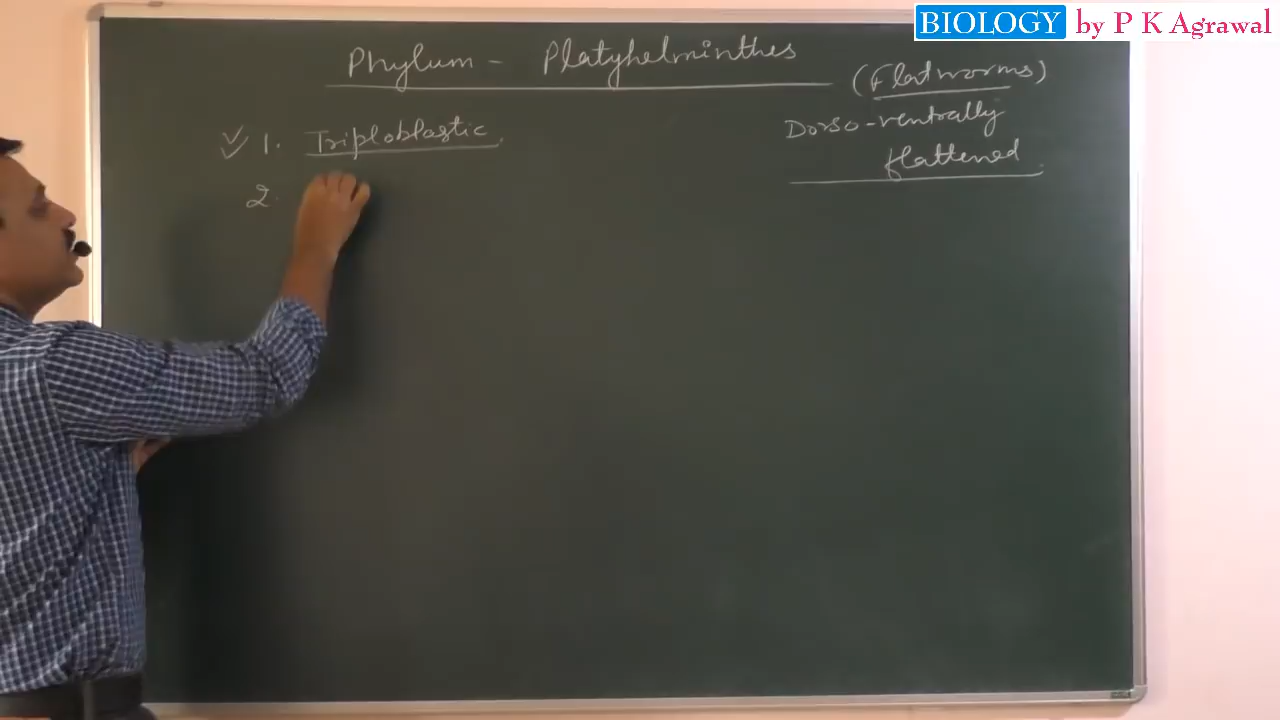 BIOLOGY by P K Agrawal
Phylum - Platyhelminthes
(Flatworms)
Dorso-ventrally
flattened.
1. Triploblastic.
2.